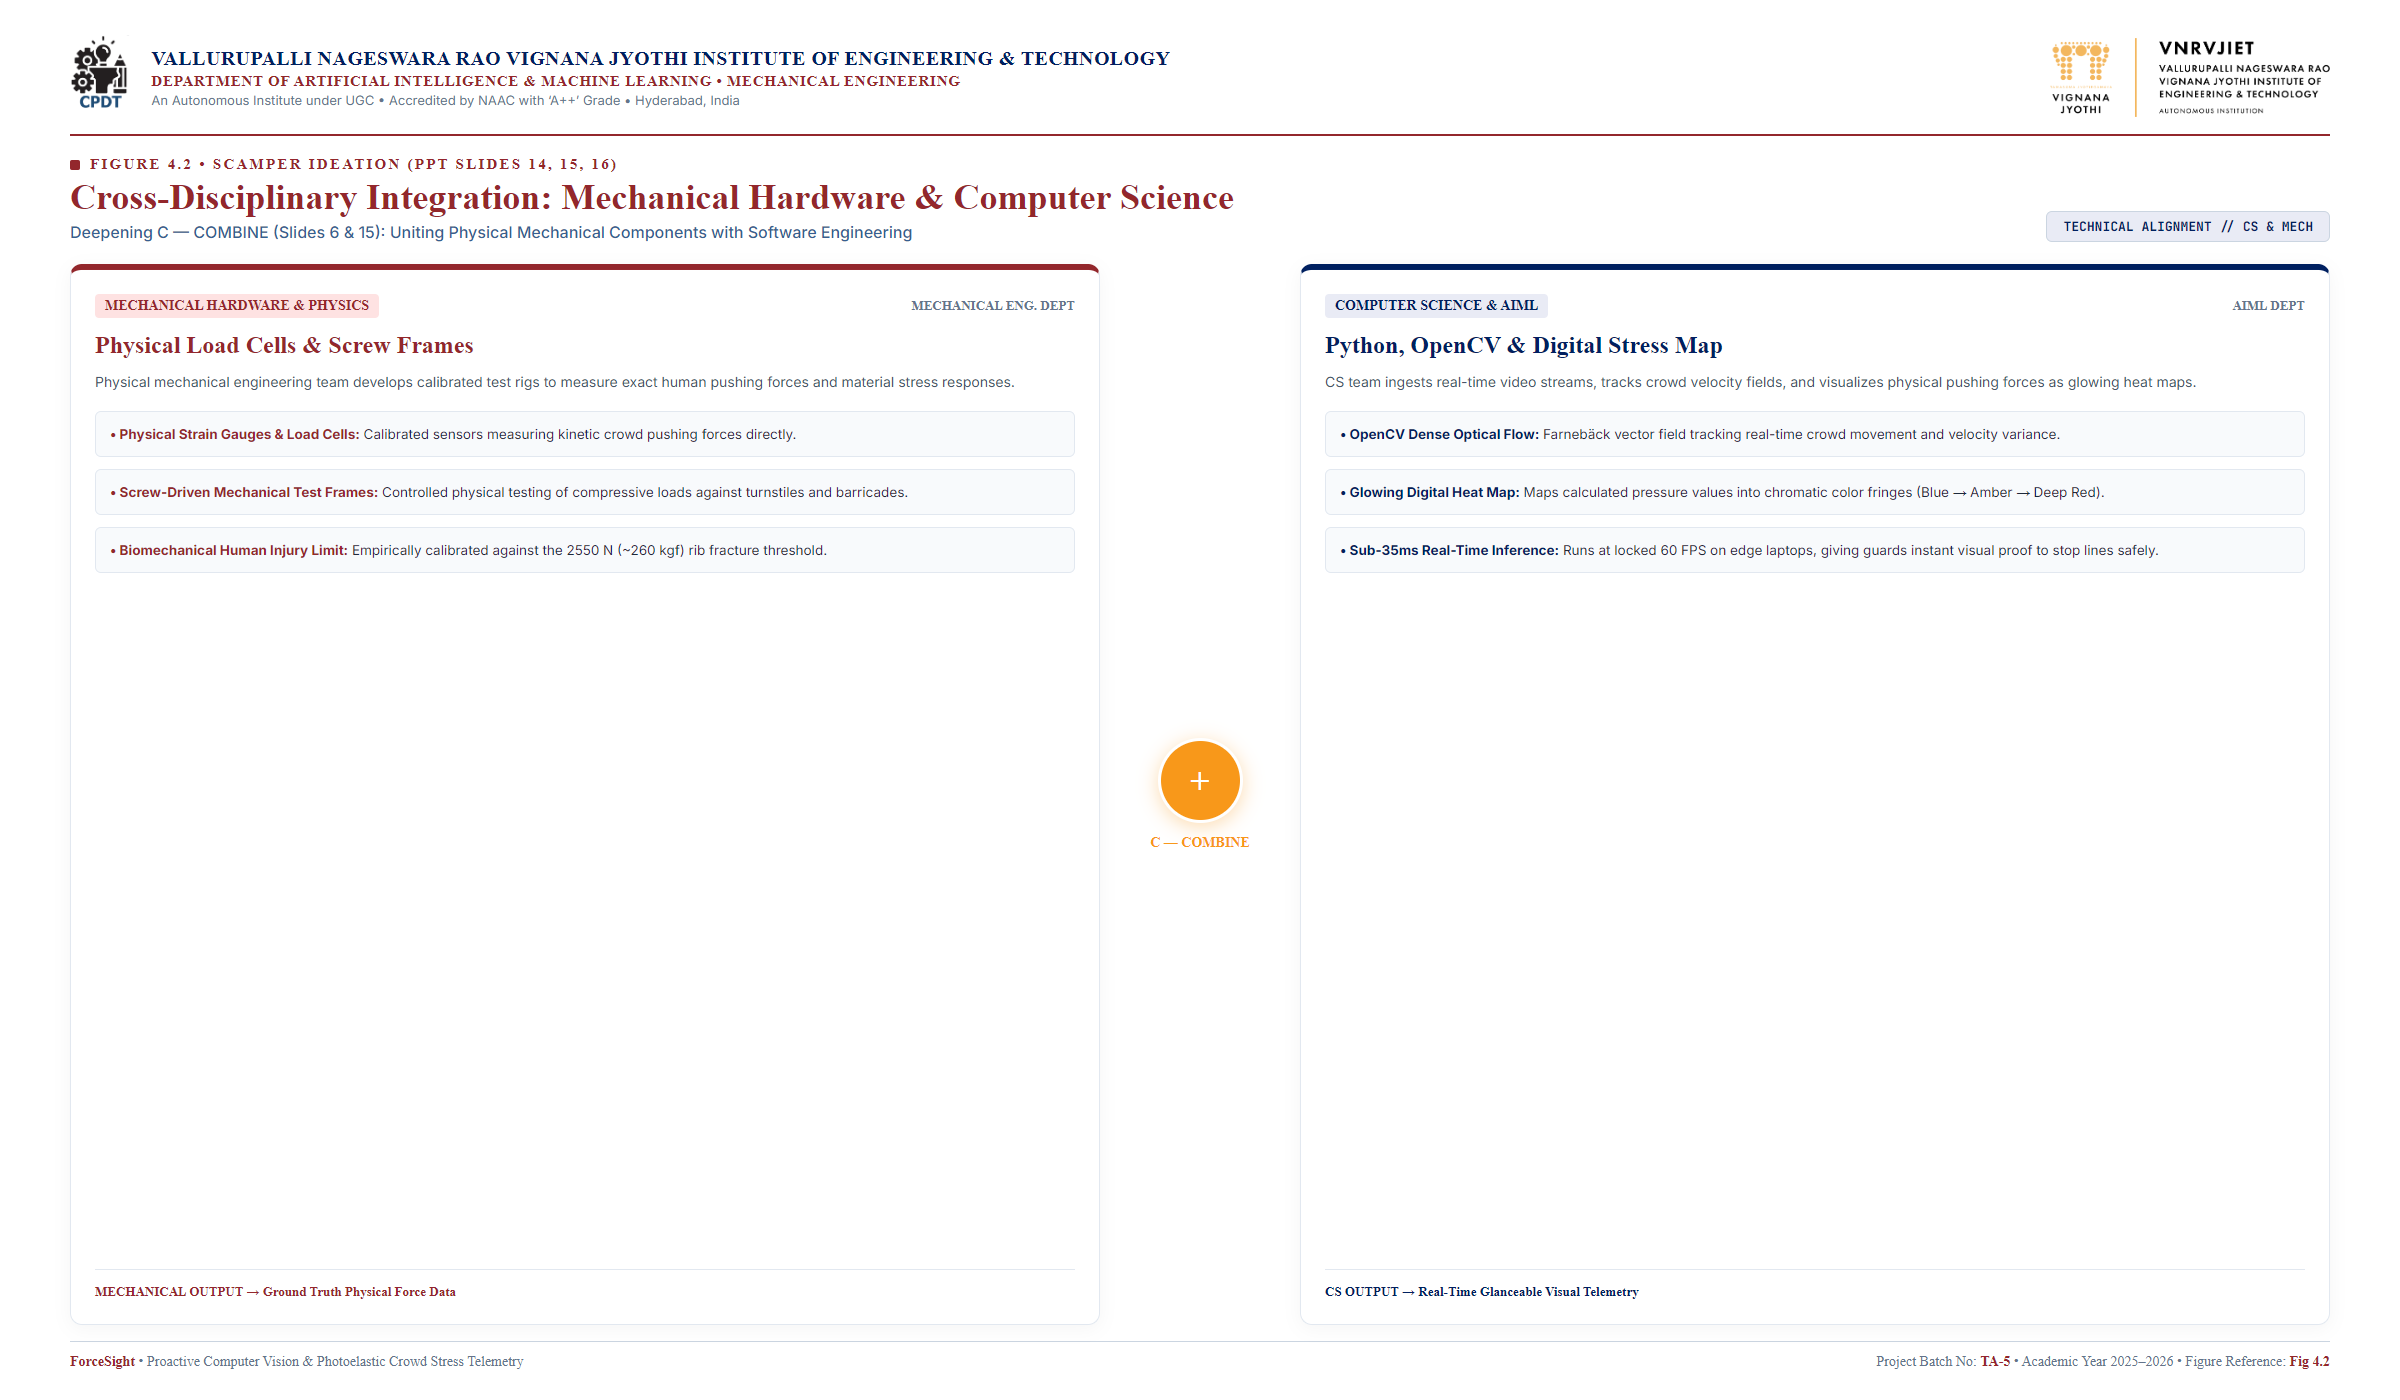 CPDT
VALLURUPALLI NAGESWARA RAO VIGNANA JYOTHI INSTITUTE OF ENGINEERING & TECHNOLOGY
DEPARTMENT OF ARTIFICIAL INTELLIGENCE & MACHINE LEARNING • MECHANICAL ENGINEERING
An Autonomous Institute under UGC • Accredited by NAAC with ‘A++’ Grade • Hyderabad, India
VIGNANA
JYOTHI
VNRVJIET
VALLURUPALLI NAGESWARA RAO
VIGNANA JYOTHI INSTITUTE OF
ENGINEERING & TECHNOLOGY
AUTONOMOUS INSTITUTION
FIGURE 4.2 • SCAMPER IDEATION (PPT SLIDES 14, 15, 16)
Cross-Disciplinary Integration: Mechanical Hardware & Computer Science
Deepening C — COMBINE (Slides 6 & 15): Uniting Physical Mechanical Components with Software Engineering
TECHNICAL ALIGNMENT // CS & MECH
MECHANICAL HARDWARE & PHYSICS
MECHANICAL ENG. DEPT
Physical Load Cells & Screw Frames
Physical mechanical engineering team develops calibrated test rigs to measure exact human pushing forces and material stress responses.
• Physical Strain Gauges & Load Cells: Calibrated sensors measuring kinetic crowd pushing forces directly.
• Screw-Driven Mechanical Test Frames: Controlled physical testing of compressive loads against turnstiles and barricades.
• Biomechanical Human Injury Limit: Empirically calibrated against the 2550 N (~260 kgf) rib fracture threshold.
MECHANICAL OUTPUT → Ground Truth Physical Force Data
+
C — COMBINE
COMPUTER SCIENCE & AIML
AIML DEPT
Python, OpenCV & Digital Stress Map
CS team ingests real-time video streams, tracks crowd velocity fields, and visualizes physical pushing forces as glowing heat maps.
• OpenCV Dense Optical Flow: Farnebäck vector field tracking real-time crowd movement and velocity variance.
• Glowing Digital Heat Map: Maps calculated pressure values into chromatic color fringes (Blue → Amber → Deep Red).
• Sub-35ms Real-Time Inference: Runs at locked 60 FPS on edge laptops, giving guards instant visual proof to stop lines safely.
CS OUTPUT → Real-Time Glanceable Visual Telemetry
ForceSight • Proactive Computer Vision & Photoelastic Crowd Stress Telemetry
Project Batch No: TA-5 • Academic Year 2025–2026 • Figure Reference: Fig 4.2